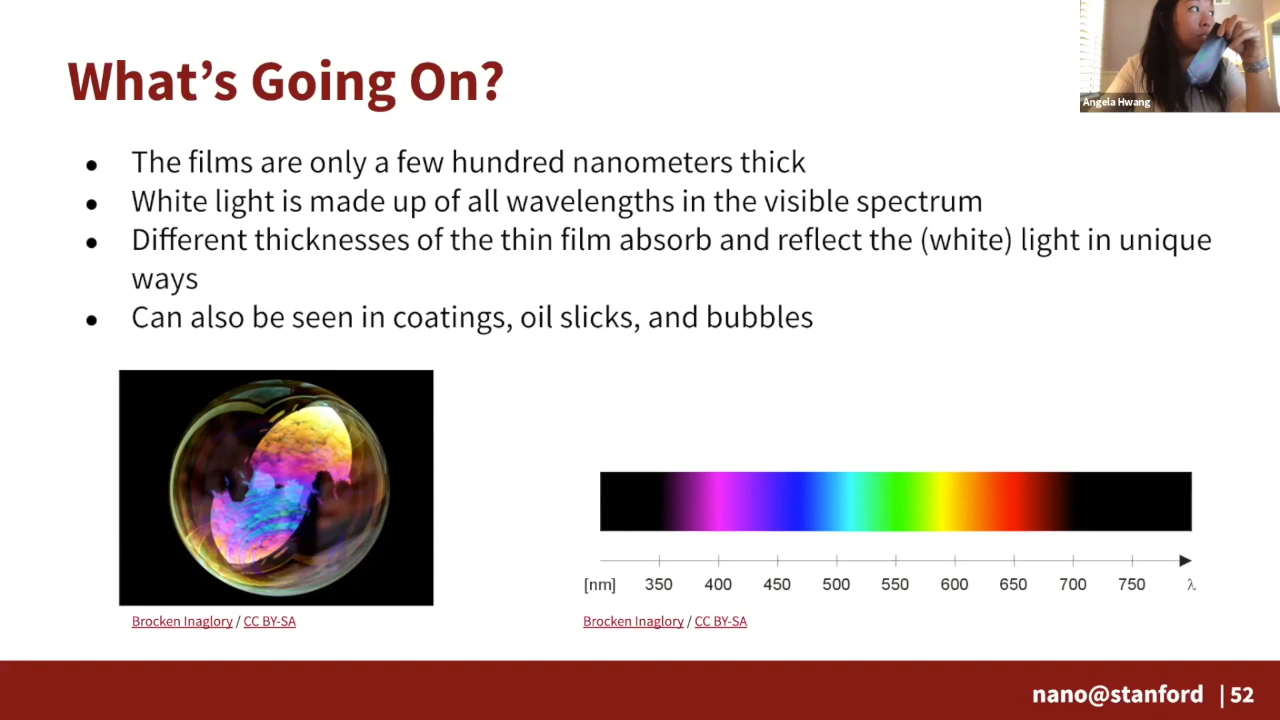 What's Going On?
Angela Hwang
● The films are only a few hundred nanometers thick
● White light is made up of all wavelengths in the visible spectrum
● Different thicknesses of the thin film absorb and reflect the (white) light in unique
ways
● Can also be seen in coatings, oil slicks, and bubbles
[nm] 350 400 450 500 550 600 650 700 750 λ
Brocken Inaglory / CC BY-SA
Brocken Inaglory / CC BY-SA
nano@stanford | 52